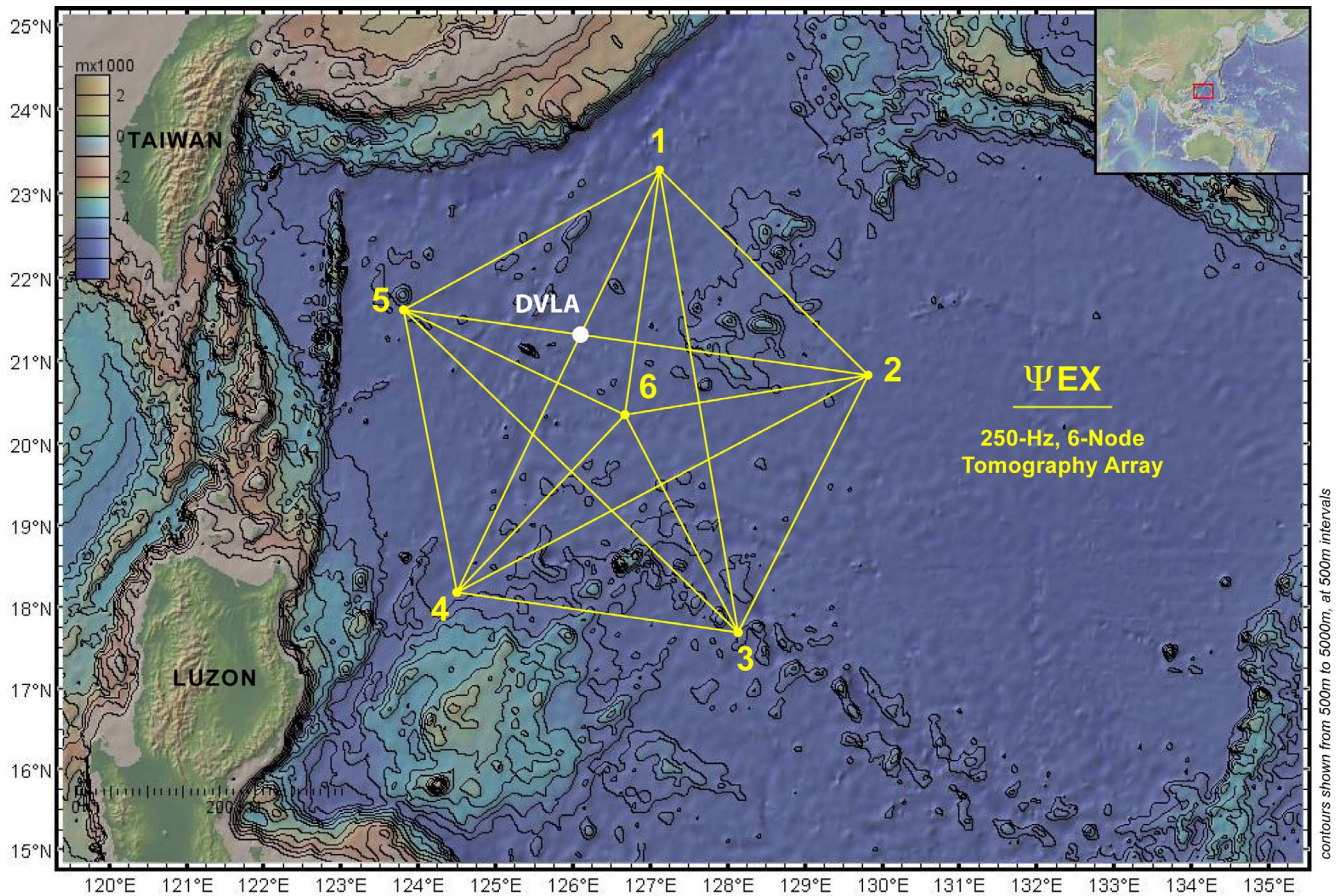 25°N
24°N
23°N
22°N
21°N
20°N
19°N
18°N
17°N
16°N
15°N
mx1000
2
0
-2
-4
TAIWAN
LUZON
1
5
DVLA
6
2
4
3
ΨEX
250-Hz, 6-Node
Tomography Array
0
200
120°E 121°E 122°E 123°E 124°E 125°E 126°E 127°E 128°E 129°E 130°E 131°E 132°E 133°E 134°E 135°E
contours shown from 500m to 5000m, at 500m intervals